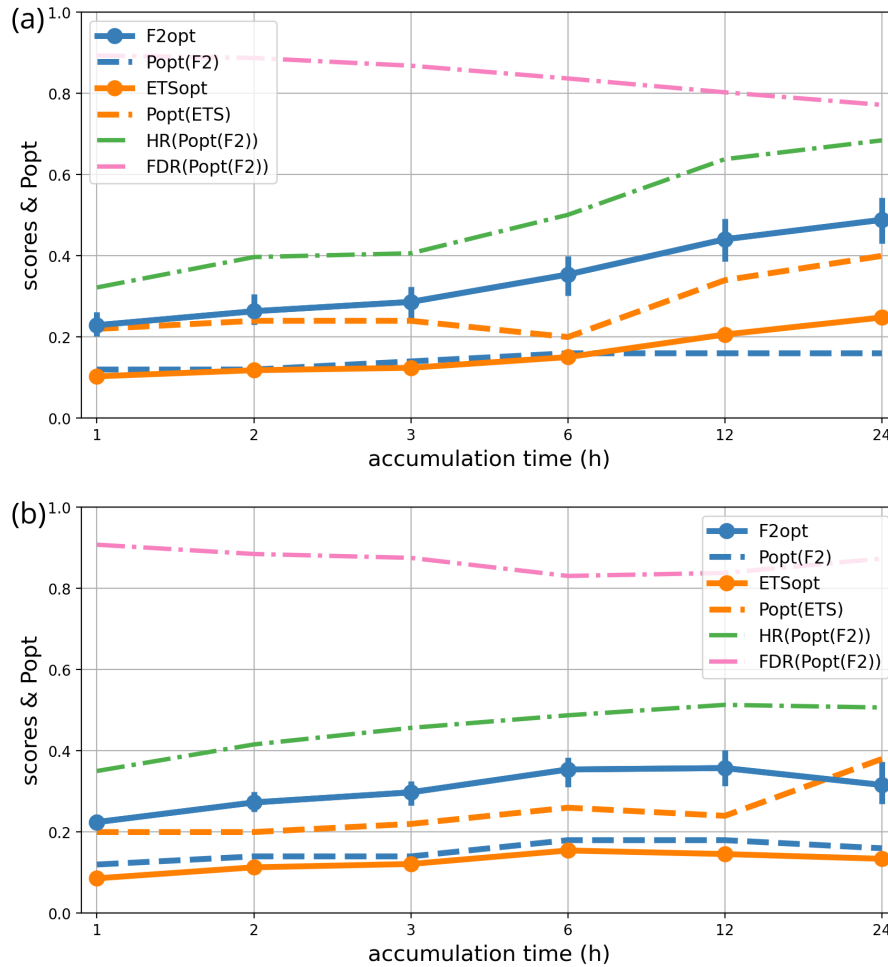 (a)
1.0
0.8
0.6
0.4
0.2
0.0
scores & Popt
F2opt
Popt(F2)
ETSopt
Popt(ETS)
HR(Popt(F2))
FDR(Popt(F2))
1 2 3 6 12 24
accumulation time (h)
(b)
1.0
0.8
0.6
0.4
0.2
0.0
scores & Popt
F2opt
Popt(F2)
ETSopt
Popt(ETS)
HR(Popt(F2))
FDR(Popt(F2))
1 2 3 6 12 24
accumulation time (h)